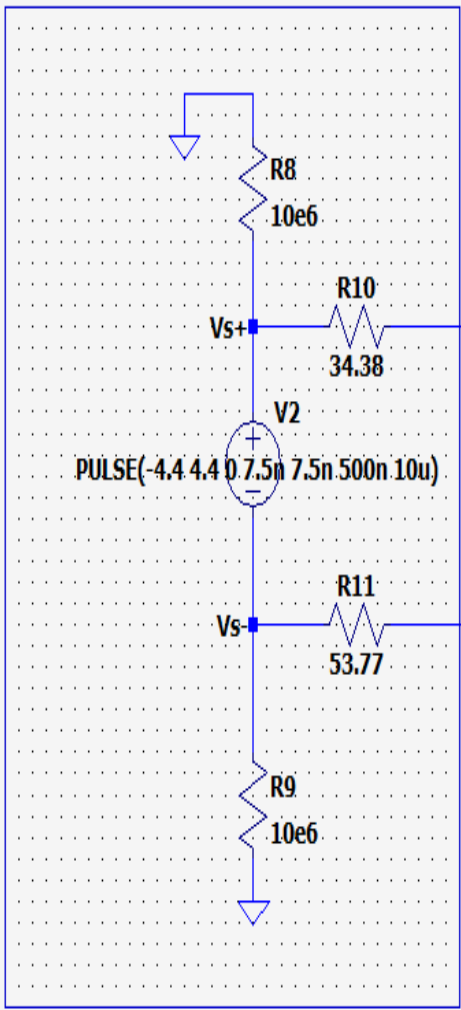 R8
10e6
R10
Vs+
34.38
V2
PULSE(-4.4 4.4 0 7.5n 7.5n 500n 10u)
R11
Vs-
53.77
R9
10e6